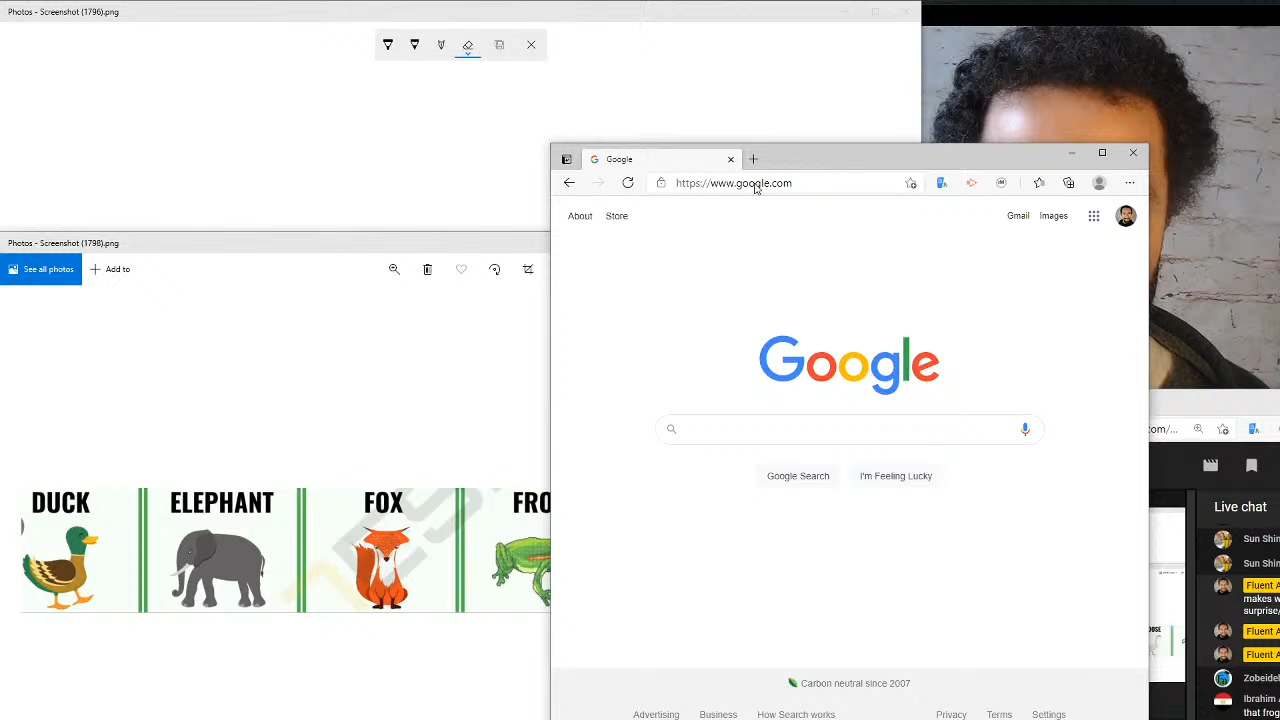 Photos - Screenshot (1796).png
Google
https://www.google.com
About Store
Gmail Images
Photos - Screenshot (1798).png
See all photos Add to
Google
Google Search I'm Feeling Lucky
DUCK
ELEPHANT
FOX
FRO
Carbon neutral since 2007
Advertising Business How Search works
Privacy Terms Settings
com/...
Live chat
Sun Shin
Sun Shin
Fluent A
makes w
surprise/
Fluent A
Fluent A
Zobeidel
Ibrahim A
that frog